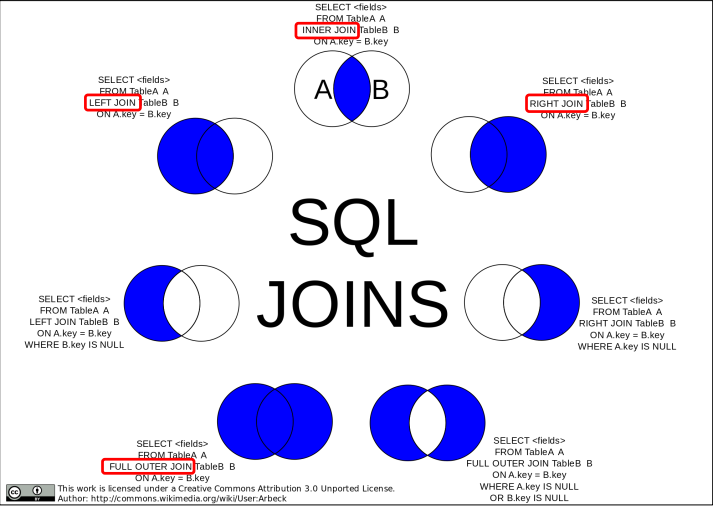 SELECT <fields>
FROM TableA A
INNER JOIN TableB B
ON A.key = B.key
A B
SELECT <fields>
FROM TableA A
LEFT JOIN TableB B
ON A.key = B.key
SELECT <fields>
FROM TableA A
RIGHT JOIN TableB B
ON A.key = B.key
SQL
JOINS
SELECT <fields>
FROM TableA A
LEFT JOIN TableB B
ON A.key = B.key
WHERE B.key IS NULL
SELECT <fields>
FROM TableA A
RIGHT JOIN TableB B
ON A.key = B.key
WHERE A.key IS NULL
SELECT <fields>
FROM TableA A
FULL OUTER JOIN TableB B
ON A.key = B.key
SELECT <fields>
FROM TableA A
FULL OUTER JOIN TableB B
ON A.key = B.key
WHERE A.key IS NULL
OR B.key IS NULL
cc BY
This work is licensed under a Creative Commons Attribution 3.0 Unported License.
Author: http://commons.wikimedia.org/wiki/User:Arbeck